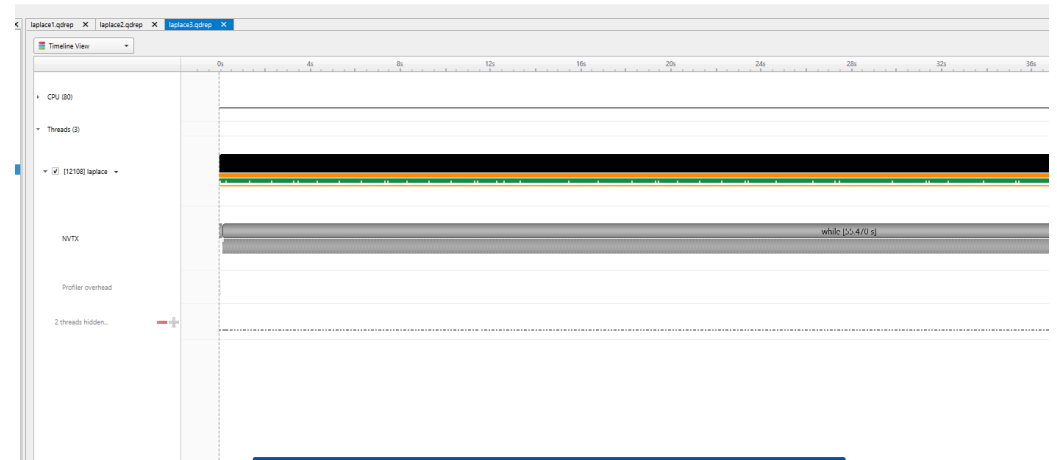 laplace1.qdrep X laplace2.qdrep X laplace3.qdrep X
Timeline View
0s 4s 8s 12s 16s 20s 24s 28s 32s 36s
CPU (80)
Threads (3)
[12108] laplace
while [55.470 s]
NVTX
Profiler overhead
2 threads hidden...